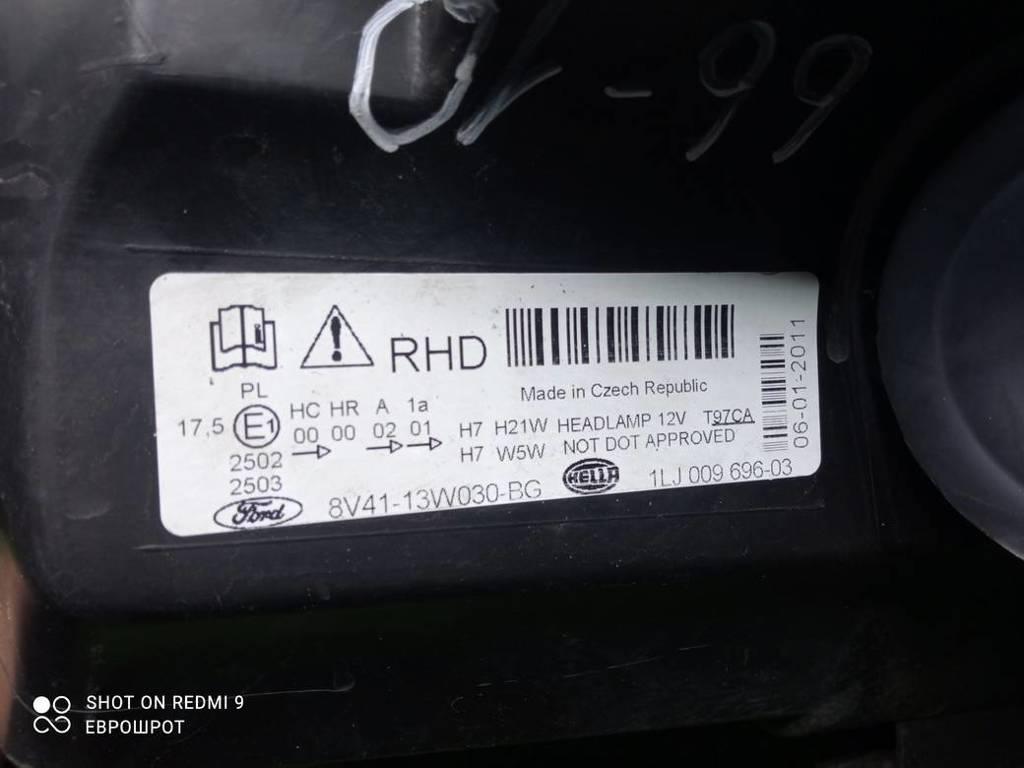 01-99
RHD
Made in Czech Republic
PL
17,5 E1 HC HR A 1a
00 00 02 01
2502
2503
H7 H21W HEADLAMP 12V T97CA
H7 W5W NOT DOT APPROVED
Ford 8V41-13W030-BG HELLA 1LJ 009 696-03
06-01-2011
SHOT ON REDMI 9
ЕВРОШРОТ